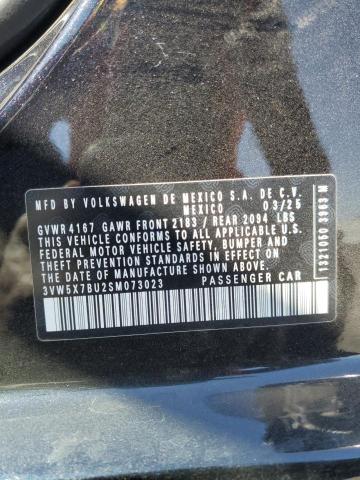 MFD BY VOLKSWAGEN DE MEXICO S.A. DE C.V.
MEXICO 03/25
GVWR 4167 GAWR FRONT 2183 / REAR 2094 LBS
THIS VEHICLE CONFORMS TO ALL APPLICABLE
FEDERAL MOTOR VEHICLE SAFETY, BUMPER AND
THEFT PREVENTION STANDARDS IN EFFECT ON
THE DATE OF MANUFACTURE SHOWN ABOVE.
3VW5X7BU2SM073023 PASSENGER CAR
1321060 3963 M